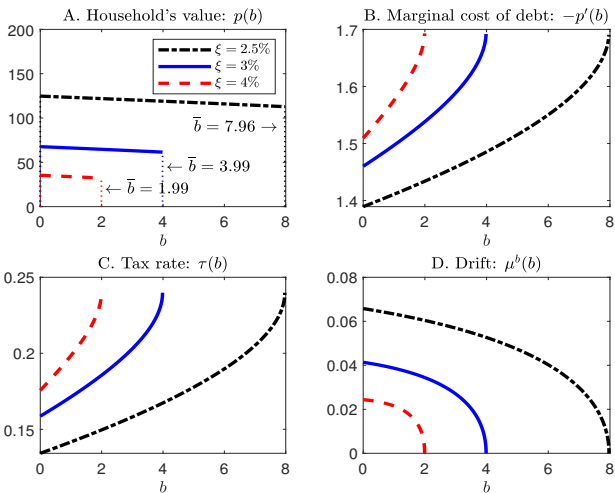 A. Household's value: p(b)
200
150
100
50
0
0 2 4 6 8
b
ξ = 2.5%
ξ = 3%
ξ = 4%
b̅ = 7.96 →
← b̅ = 3.99
← b̅ = 1.99
B. Marginal cost of debt: −p′(b)
1.7
1.6
1.5
1.4
0 2 4 6 8
b
C. Tax rate: τ(b)
0.25
0.2
0.15
0 2 4 6 8
b
D. Drift: μᵇ(b)
0.08
0.06
0.04
0.02
0
0 2 4 6 8
b